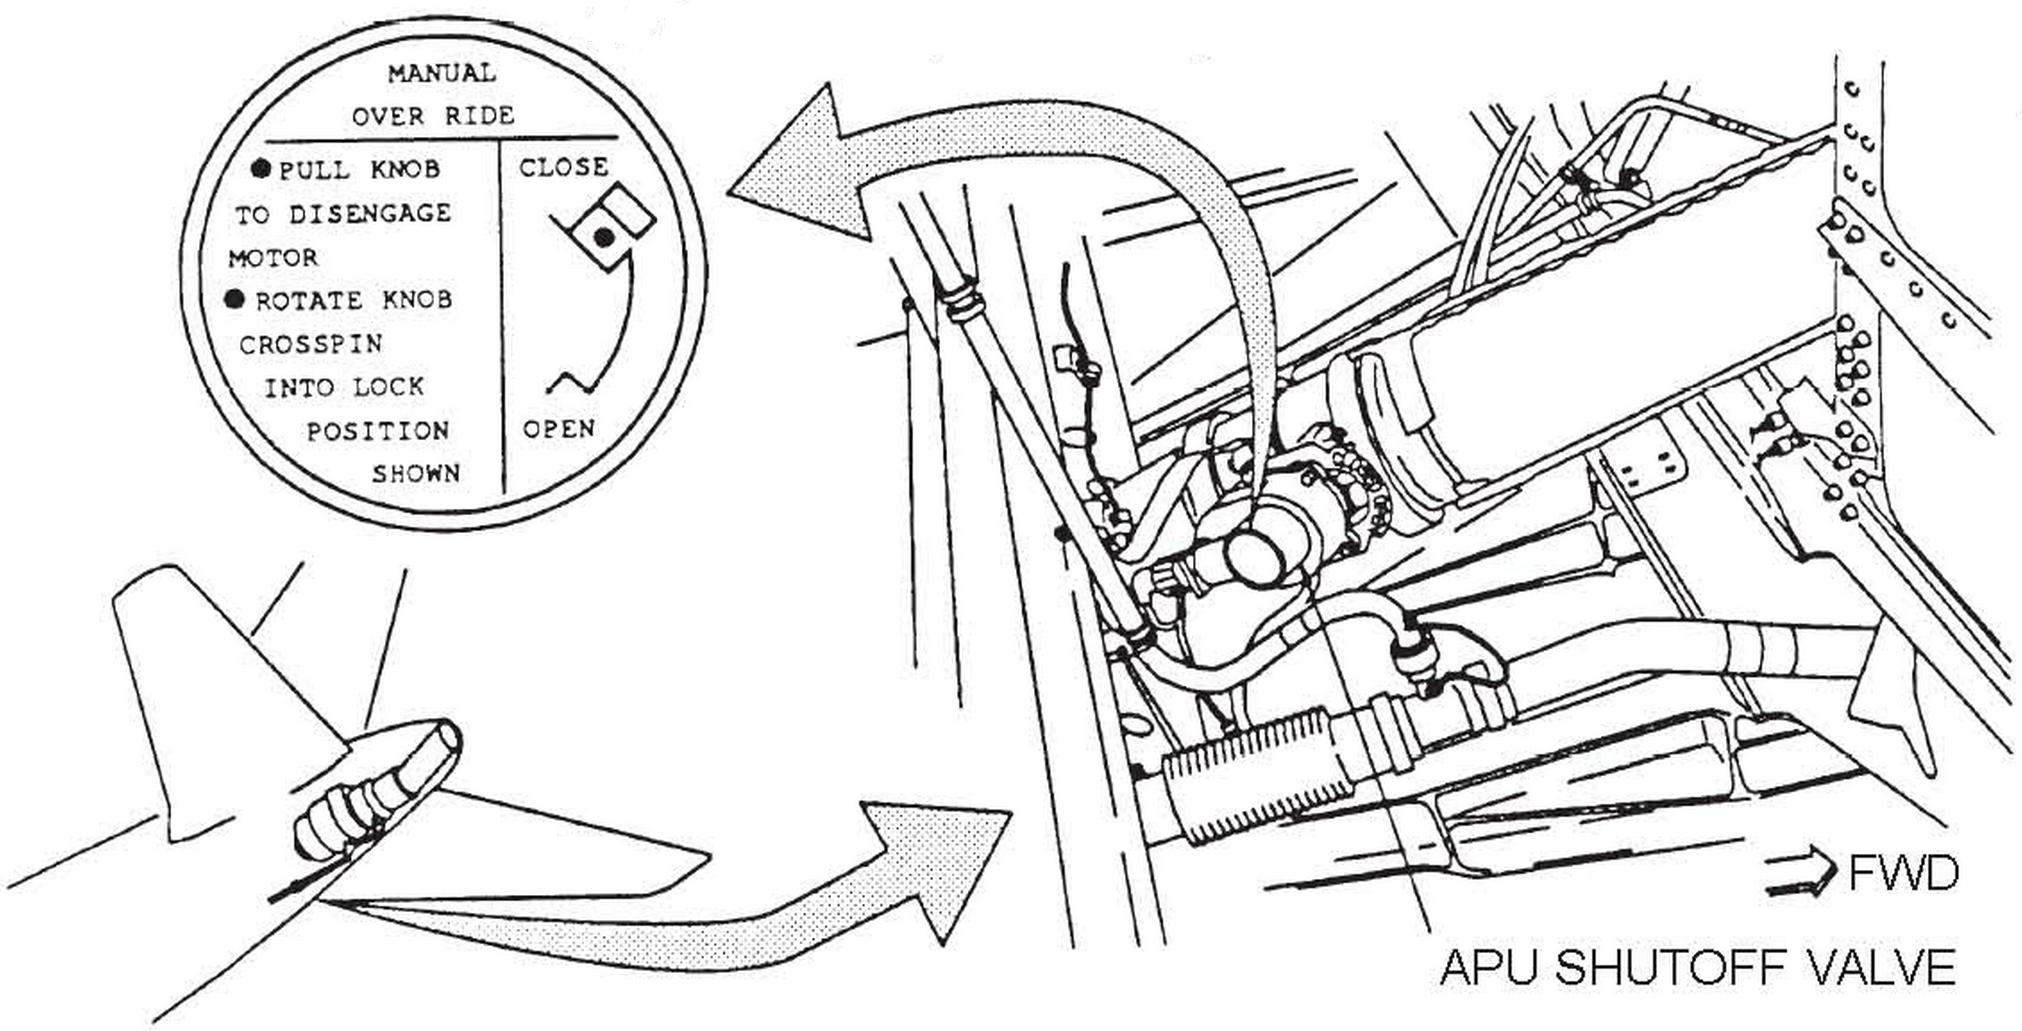 MANUAL
OVER RIDE
● PULL KNOB
TO DISENGAGE
MOTOR
● ROTATE KNOB
CROSSPIN
INTO LOCK
POSITION
SHOWN
CLOSE
OPEN
FWD
APU SHUTOFF VALVE